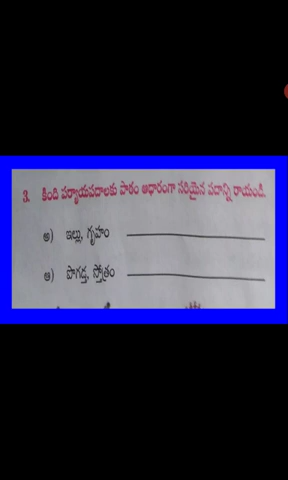 3. కింది పర్యాయపదాలకు పాఠం ఆధారంగా సరియైన పదాన్ని రాయండి.
అ) ఇల్లు, గృహం
ఆ) పొగడ్త, స్తోత్రం